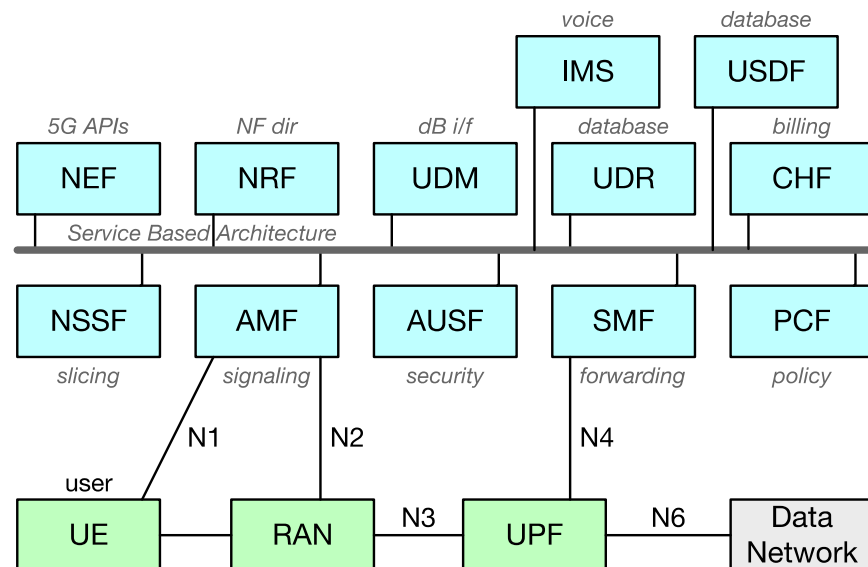 voice
database
IMS
USDF
5G APIs
NF dir
dB i/f
database
billing
NEF
NRF
UDM
UDR
CHF
Service Based Architecture
NSSF
AMF
AUSF
SMF
PCF
slicing
signaling
security
forwarding
policy
N1
N2
N4
user
UE
RAN
N3
UPF
N6
Data
Network